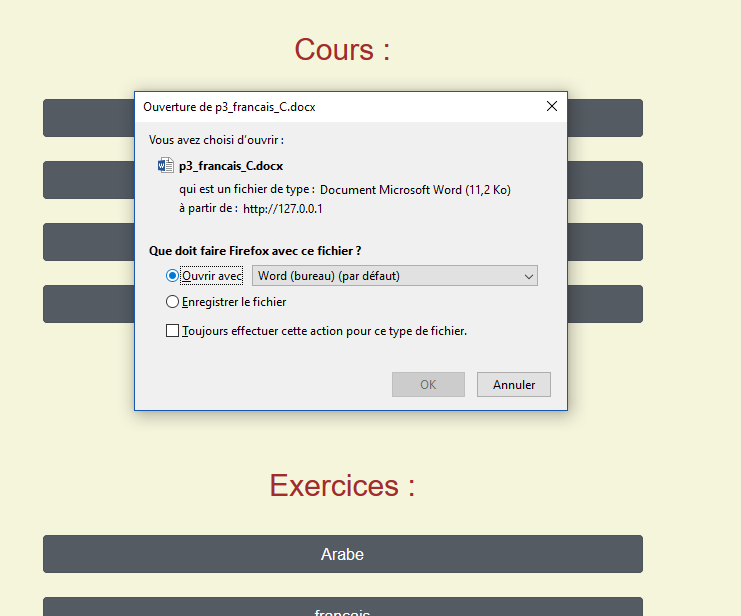 Cours :
Ouverture de p3_francais_C.docx
Vous avez choisi d'ouvrir :
p3_francais_C.docx
qui est un fichier de type : Document Microsoft Word (11,2 Ko)
à partir de : http://127.0.0.1
Que doit faire Firefox avec ce fichier ?
Ouvrir avec Word (bureau) (par défaut)
Enregistrer le fichier
Toujours effectuer cette action pour ce type de fichier.
OK Annuler
Exercices :
Arabe
français